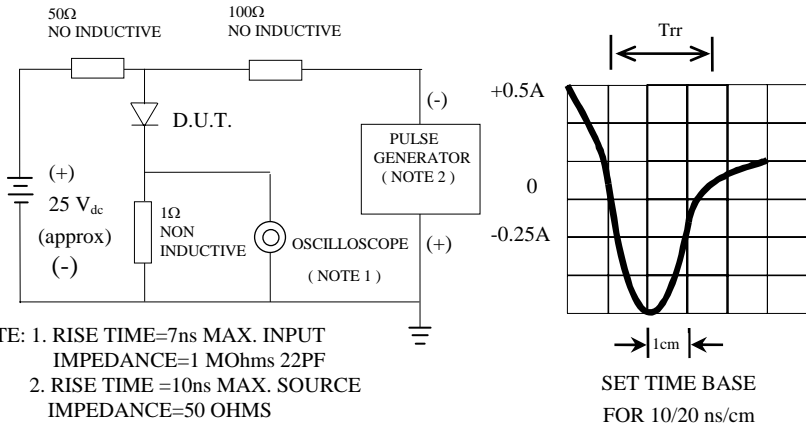 50Ω
NO INDUCTIVE
100Ω
NO INDUCTIVE
D.U.T.
(+)
25 Vdc
(approx)
(-)
1Ω
NON
INDUCTIVE
OSCILLOSCOPE
( NOTE 1 )
(-)
PULSE
GENERATOR
( NOTE 2 )
(+)
TE: 1. RISE TIME=7ns MAX. INPUT
IMPEDANCE=1 MOhms 22PF
2. RISE TIME =10ns MAX. SOURCE
IMPEDANCE=50 OHMS
Trr
+0.5A
0
-0.25A
1cm
SET TIME BASE
FOR 10/20 ns/cm